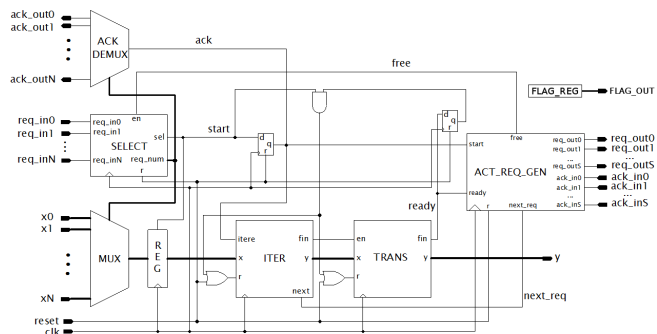 ack_out0
ack_out1
ack_outN
ACK
DEMUX
ack
free
FLAG_REG
FLAG_OUT
req_in0
req_in1
req_inN
en
req_in0
req_in1
req_inN
sel
SELECT
req_num
r
start
d
r
d
r
free
start
req_out0
req_out1
...
req_outS
ACT_REQ_GEN
ack_in0
ack_in1
...
ack_inS
ready
r
next_req
req_out0
req_out1
...
req_outS
ack_in0
ack_in1
...
ack_inS
x0
x1
xN
MUX
R
E
G
itere
fin
x
ITER
y
r
next
en
fin
x
TRANS
y
r
ready
y
next_req
reset
clk